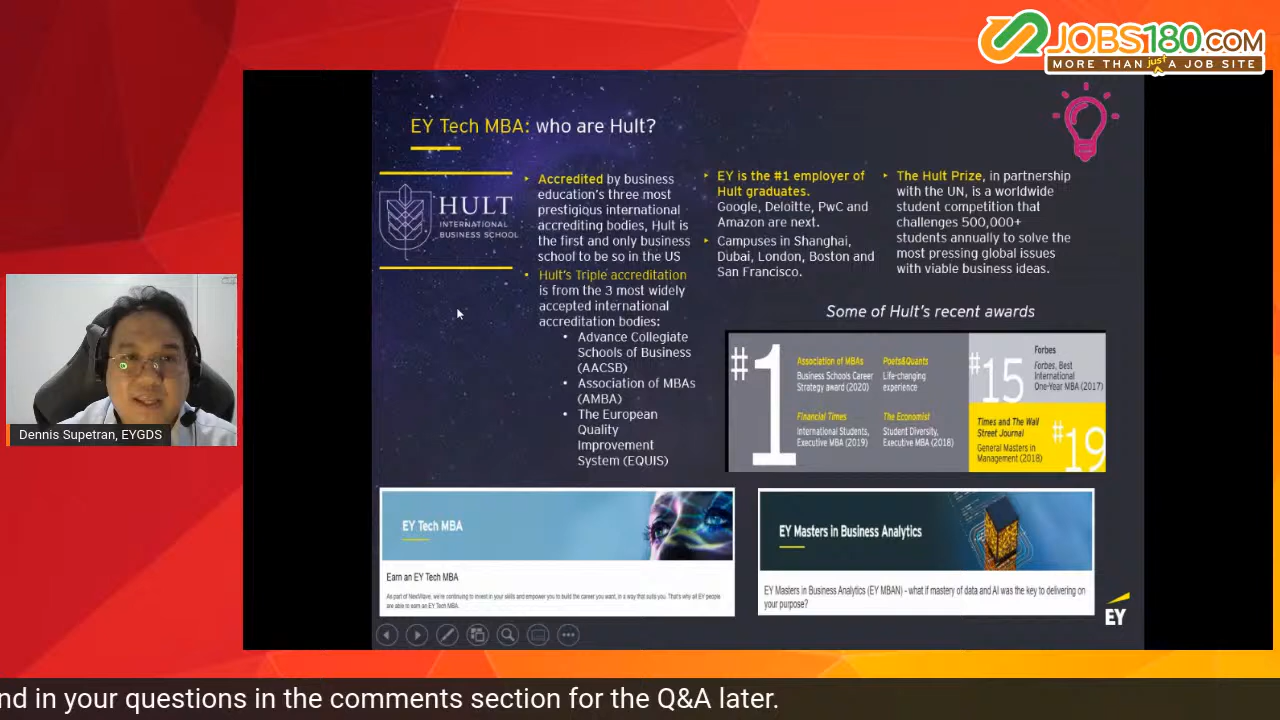 JOBS180.COM
MORE THAN just A JOB SITE
EY Tech MBA: who are Hult?
HULT
INTERNATIONAL
BUSINESS SCHOOL
Accredited by business
education's three most
prestigious international
accrediting bodies, Hult is
the first and only business
school to be so in the US
Hult's Triple accreditation
is from the 3 most widely
accepted international
accreditation bodies:
• Advance Collegiate
Schools of Business
(AACSB)
• Association of MBAs
(AMBA)
• The European
Quality
Improvement
System (EQUIS)
EY is the #1 employer of
Hult graduates.
Google, Deloitte, PwC and
Amazon are next.
Campuses in Shanghai,
Dubai, London, Boston and
San Francisco.
The Hult Prize, in partnership
with the UN, is a worldwide
student competition that
challenges 500,000+
students annually to solve the
most pressing global issues
with viable business ideas.
Some of Hult's recent awards
#1
Association of MBAs
Business Schools Career
Strategy award (2020)
Poets&Quants
Life-changing
experience
Financial Times
International Students,
Executive MBA (2019)
The Economist
Student Diversity,
Executive MBA (2018)
#15
Forbes
Forbes, Best
International
One-Year MBA (2017)
Times and The Wall
Street Journal
General Masters in
Management (2018)
#19
EY Tech MBA
Earn an EY Tech MBA
As part of NextWave, we're continuing to invest in your skills and empower you to build the career you want, in a way that suits you. That's why all EY people
are able to earn an EY Tech MBA.
EY Masters in Business Analytics
EY Masters in Business Analytics (EY MBAN) - what if mastery of data and AI was the key to delivering on
your purpose?
EY
Dennis Supetran, EYGDS
nd in your questions in the comments section for the Q&A later.